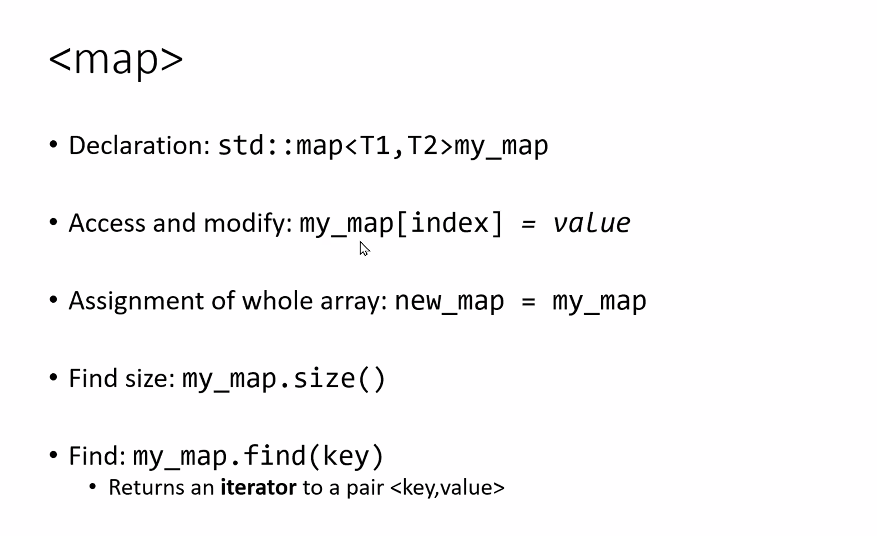 <map>
• Declaration: std::map<T1,T2>my_map
• Access and modify: my_map[index] = value
• Assignment of whole array: new_map = my_map
• Find size: my_map.size()
• Find: my_map.find(key)
• Returns an iterator to a pair <key,value>